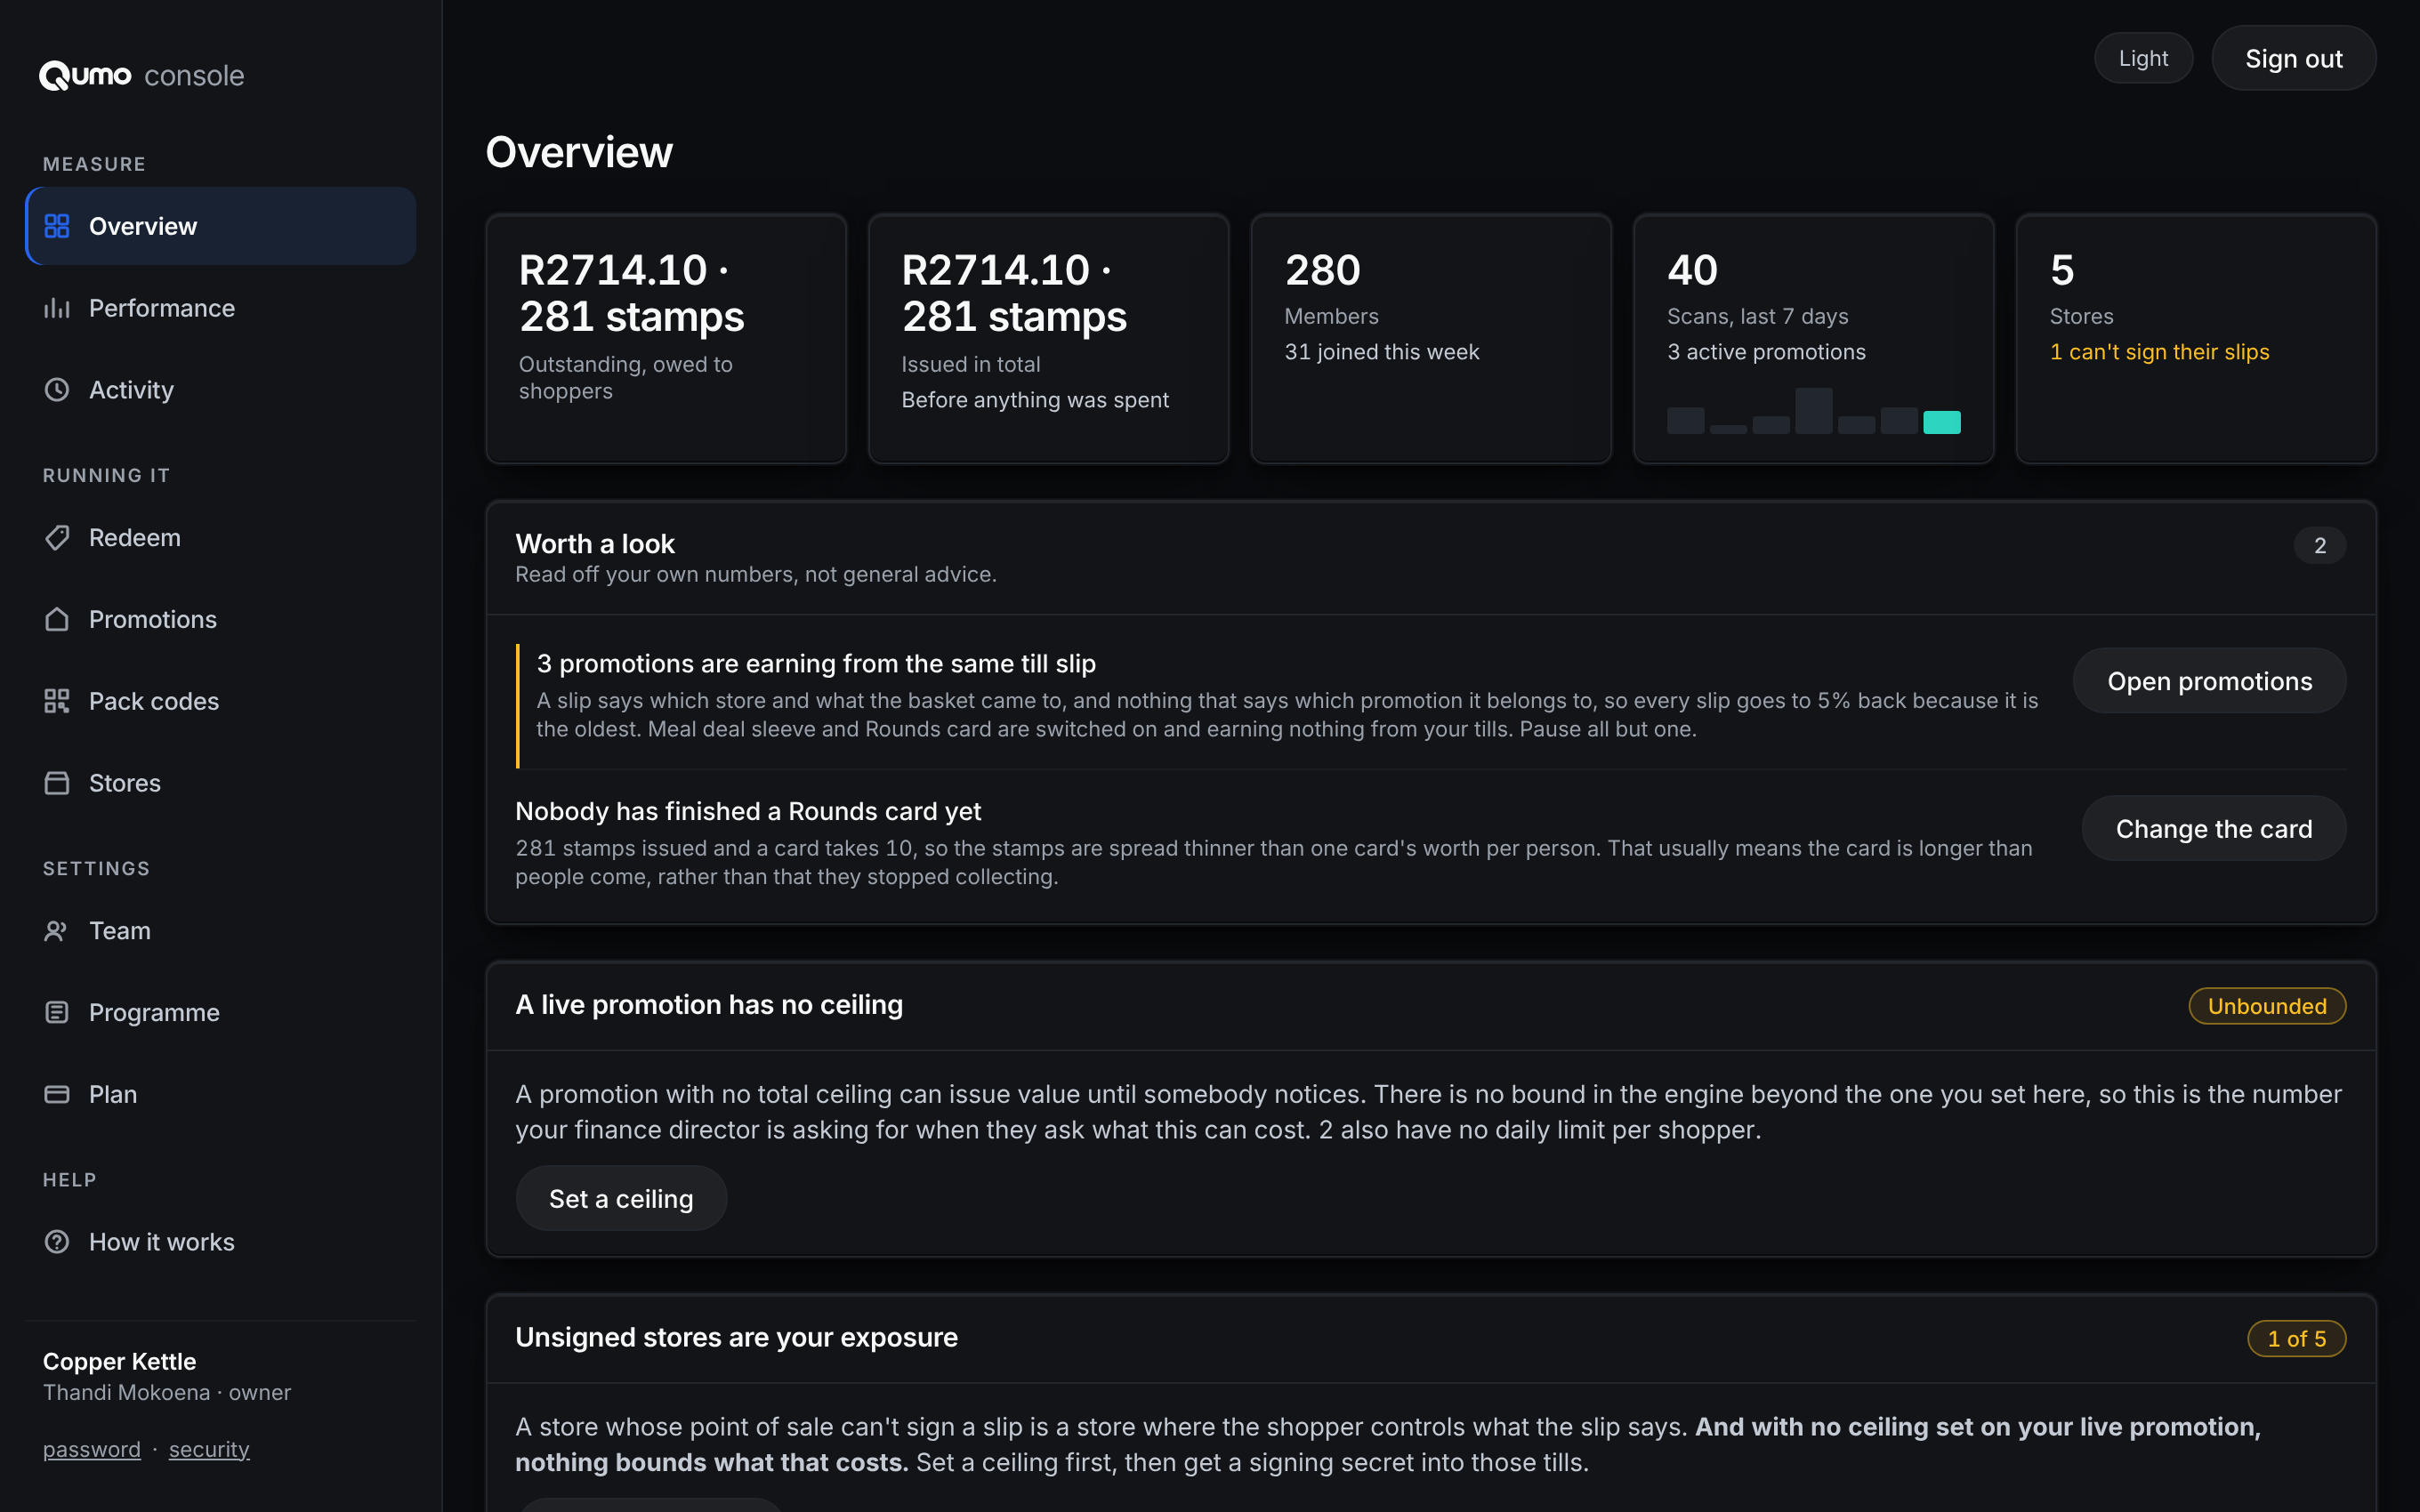 Qumo console
MEASURE
Overview
Performance
Activity
RUNNING IT
Redeem
Promotions
Pack codes
Stores
SETTINGS
Team
Programme
Plan
HELP
How it works
Copper Kettle
Thandi Mokoena · owner
password · security
Light
Sign out
Overview
R2714.10 ·
281 stamps
Outstanding, owed to
shoppers
R2714.10 ·
281 stamps
Issued in total
Before anything was spent
280
Members
31 joined this week
40
Scans, last 7 days
3 active promotions
5
Stores
1 can't sign their slips
Worth a look
2
Read off your own numbers, not general advice.
3 promotions are earning from the same till slip
A slip says which store and what the basket came to, and nothing that says which promotion it belongs to, so every slip goes to 5% back because it is
the oldest. Meal deal sleeve and Rounds card are switched on and earning nothing from your tills. Pause all but one.
Open promotions
Nobody has finished a Rounds card yet
281 stamps issued and a card takes 10, so the stamps are spread thinner than one card's worth per person. That usually means the card is longer than
people come, rather than that they stopped collecting.
Change the card
A live promotion has no ceiling
Unbounded
A promotion with no total ceiling can issue value until somebody notices. There is no bound in the engine beyond the one you set here, so this is the number
your finance director is asking for when they ask what this can cost. 2 also have no daily limit per shopper.
Set a ceiling
Unsigned stores are your exposure
1 of 5
A store whose point of sale can't sign a slip is a store where the shopper controls what the slip says. And with no ceiling set on your live promotion,
nothing bounds what that costs. Set a ceiling first, then get a signing secret into those tills.